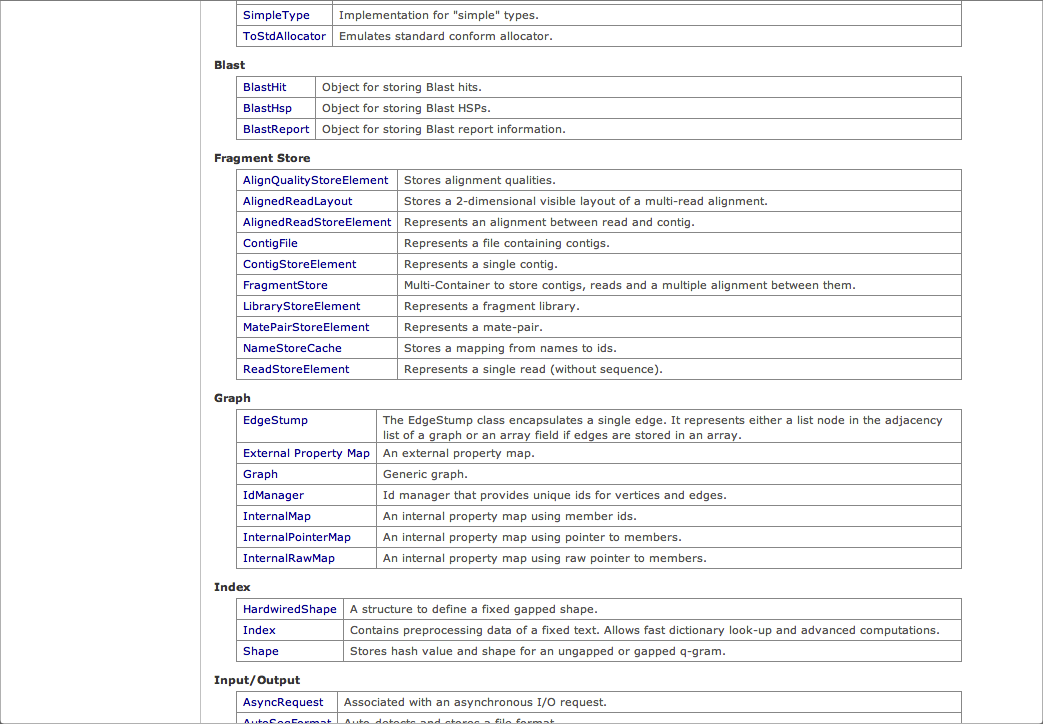 SimpleType Implementation for "simple" types.
ToStdAllocator Emulates standard conform allocator.
Blast
BlastHit Object for storing Blast hits.
BlastHsp Object for storing Blast HSPs.
BlastReport Object for storing Blast report information.
Fragment Store
AlignQualityStoreElement Stores alignment qualities.
AlignedReadLayout Stores a 2-dimensional visible layout of a multi-read alignment.
AlignedReadStoreElement Represents an alignment between read and contig.
ContigFile Represents a file containing contigs.
ContigStoreElement Represents a single contig.
FragmentStore Multi-Container to store contigs, reads and a multiple alignment between them.
LibraryStoreElement Represents a fragment library.
MatePairStoreElement Represents a mate-pair.
NameStoreCache Stores a mapping from names to ids.
ReadStoreElement Represents a single read (without sequence).
Graph
EdgeStump The EdgeStump class encapsulates a single edge. It represents either a list node in the adjacency
list of a graph or an array field if edges are stored in an array.
External Property Map An external property map.
Graph Generic graph.
IdManager Id manager that provides unique ids for vertices and edges.
InternalMap An internal property map using member ids.
InternalPointerMap An internal property map using pointer to members.
InternalRawMap An internal property map using raw pointer to members.
Index
HardwiredShape A structure to define a fixed gapped shape.
Index Contains preprocessing data of a fixed text. Allows fast dictionary look-up and advanced computations.
Shape Stores hash value and shape for an ungapped or gapped q-gram.
Input/Output
AsyncRequest Associated with an asynchronous I/O request.
AutoSeqFormat Auto-detects and stores a file format.